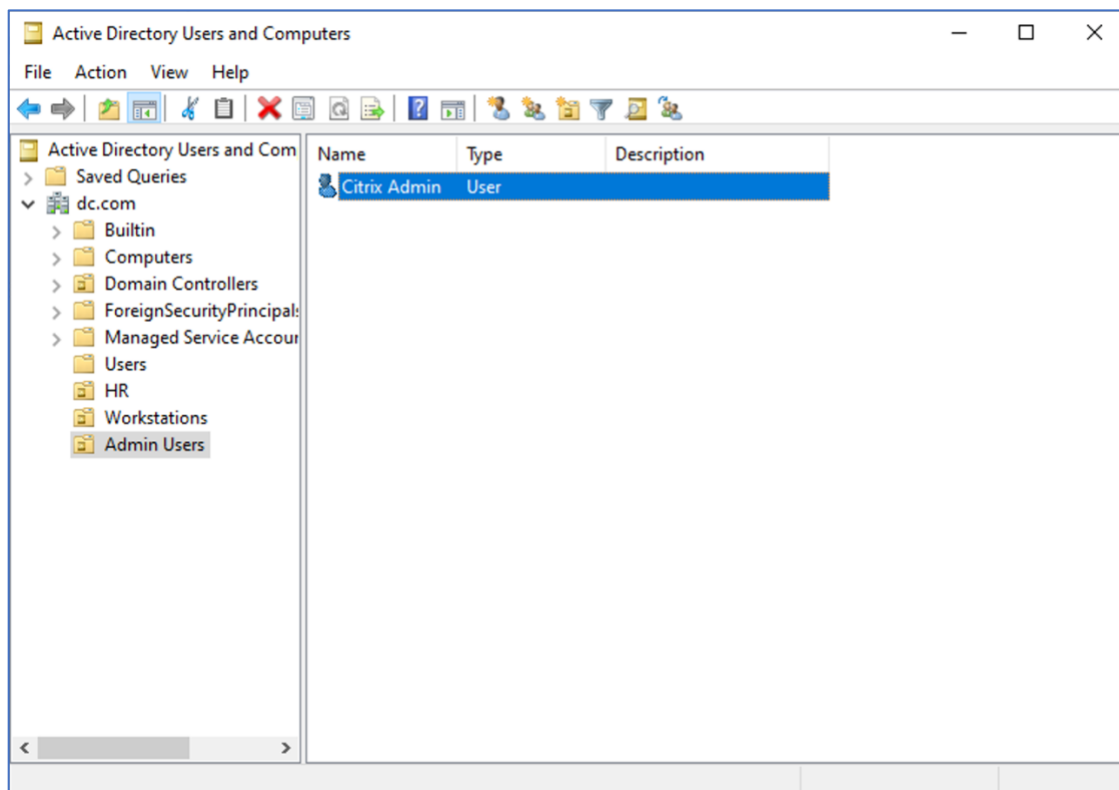 Active Directory Users and Computers
File Action View Help
Active Directory Users and Com
Saved Queries
dc.com
Builtin
Computers
Domain Controllers
ForeignSecurityPrincipals
Managed Service Accour
Users
HR
Workstations
Admin Users
Name Type Description
Citrix Admin User